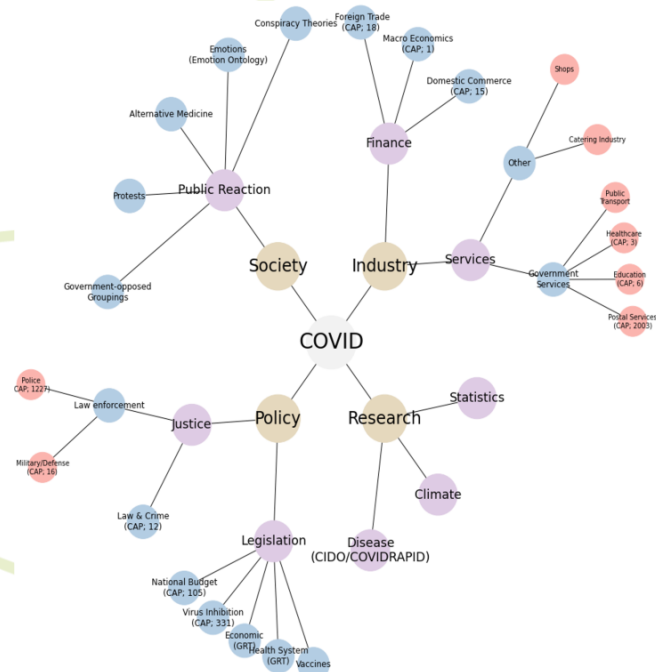 Conspiracy Theories
Foreign Trade
(CAP; 18)
Macro Economics
(CAP; 1)
Emotions
(Emotion Ontology)
Domestic Commerce
(CAP; 15)
Shops
Alternative Medicine
Finance
Catering Industry
Other
Public Reaction
Protests
Public
Transport
Healthcare
(CAP; 3)
Society
Industry
Services
Government
Services
Education
(CAP; 6)
Government-opposed
Groupings
Postal Services
(CAP; 2003)
COVID
Police
CAP; 1227)
Law enforcement
Justice
Policy
Research
Statistics
Military/Defense
(CAP; 16)
Climate
Law & Crime
(CAP; 12)
Legislation
Disease
(CIDO/COVIDRAPID)
National Budget
(CAP; 105)
Virus Inhibition
(CAP; 331)
Economic
(GRT)
Health System
(GRT)
Vaccines